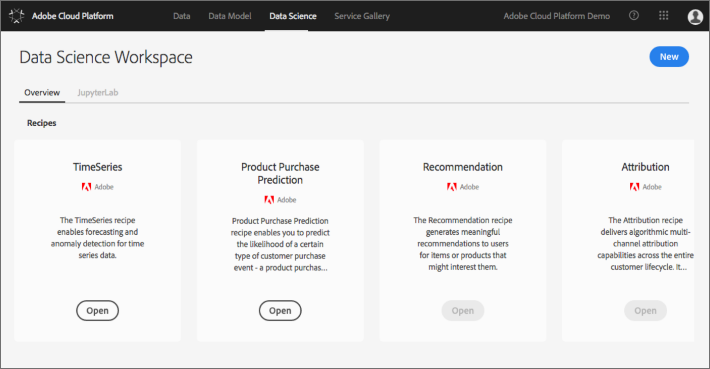 Adobe Cloud Platform
Data
Data Model
Data Science
Service Gallery
Adobe Cloud Platform Demo
Data Science Workspace
New
Overview
JupyterLab
Recipes
TimeSeries
Adobe
The TimeSeries recipe
enables forecasting and
anomaly detection for time
series data.
Open
Product Purchase
Prediction
Adobe
Product Purchase Prediction
recipe enables you to predict
the likelihood of a certain
type of customer purchase
event - a product purchas...
Open
Recommendation
Adobe
The Recommendation recipe
generates meaningful
recommendations to users
for items or products that
might interest them.
Open
Attribution
Adobe
The Attribution recipe
delivers algorithmic multi-
channel attribution
capabilities across the entire
customer lifecycle. It...
Open